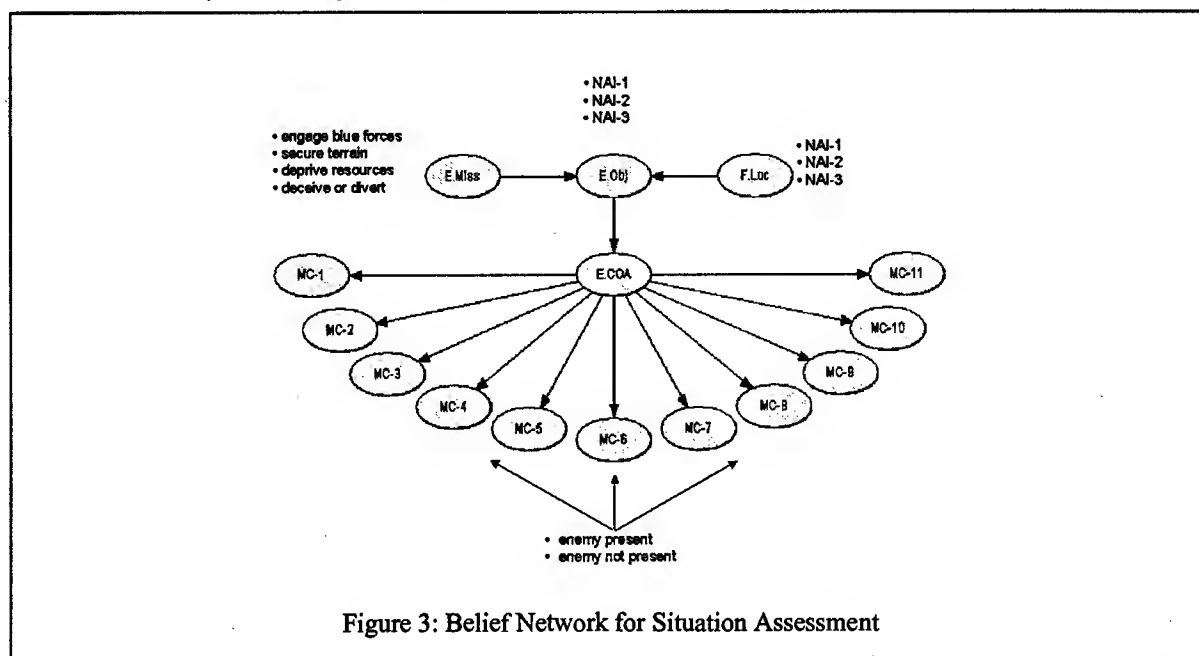 • NAI-1
• NAI-2
• NAI-3
• engage blue forces
• secure terrain
• deprive resources
• deceive or divert
E.Miss
E.Obj
F.Loc
• NAI-1
• NAI-2
• NAI-3
MC-1
E.COA
MC-11
MC-2
MC-10
MC-3
MC-9
MC-4
MC-8
MC-5
MC-6
MC-7
• enemy present
• enemy not present
Figure 3: Belief Network for Situation Assessment